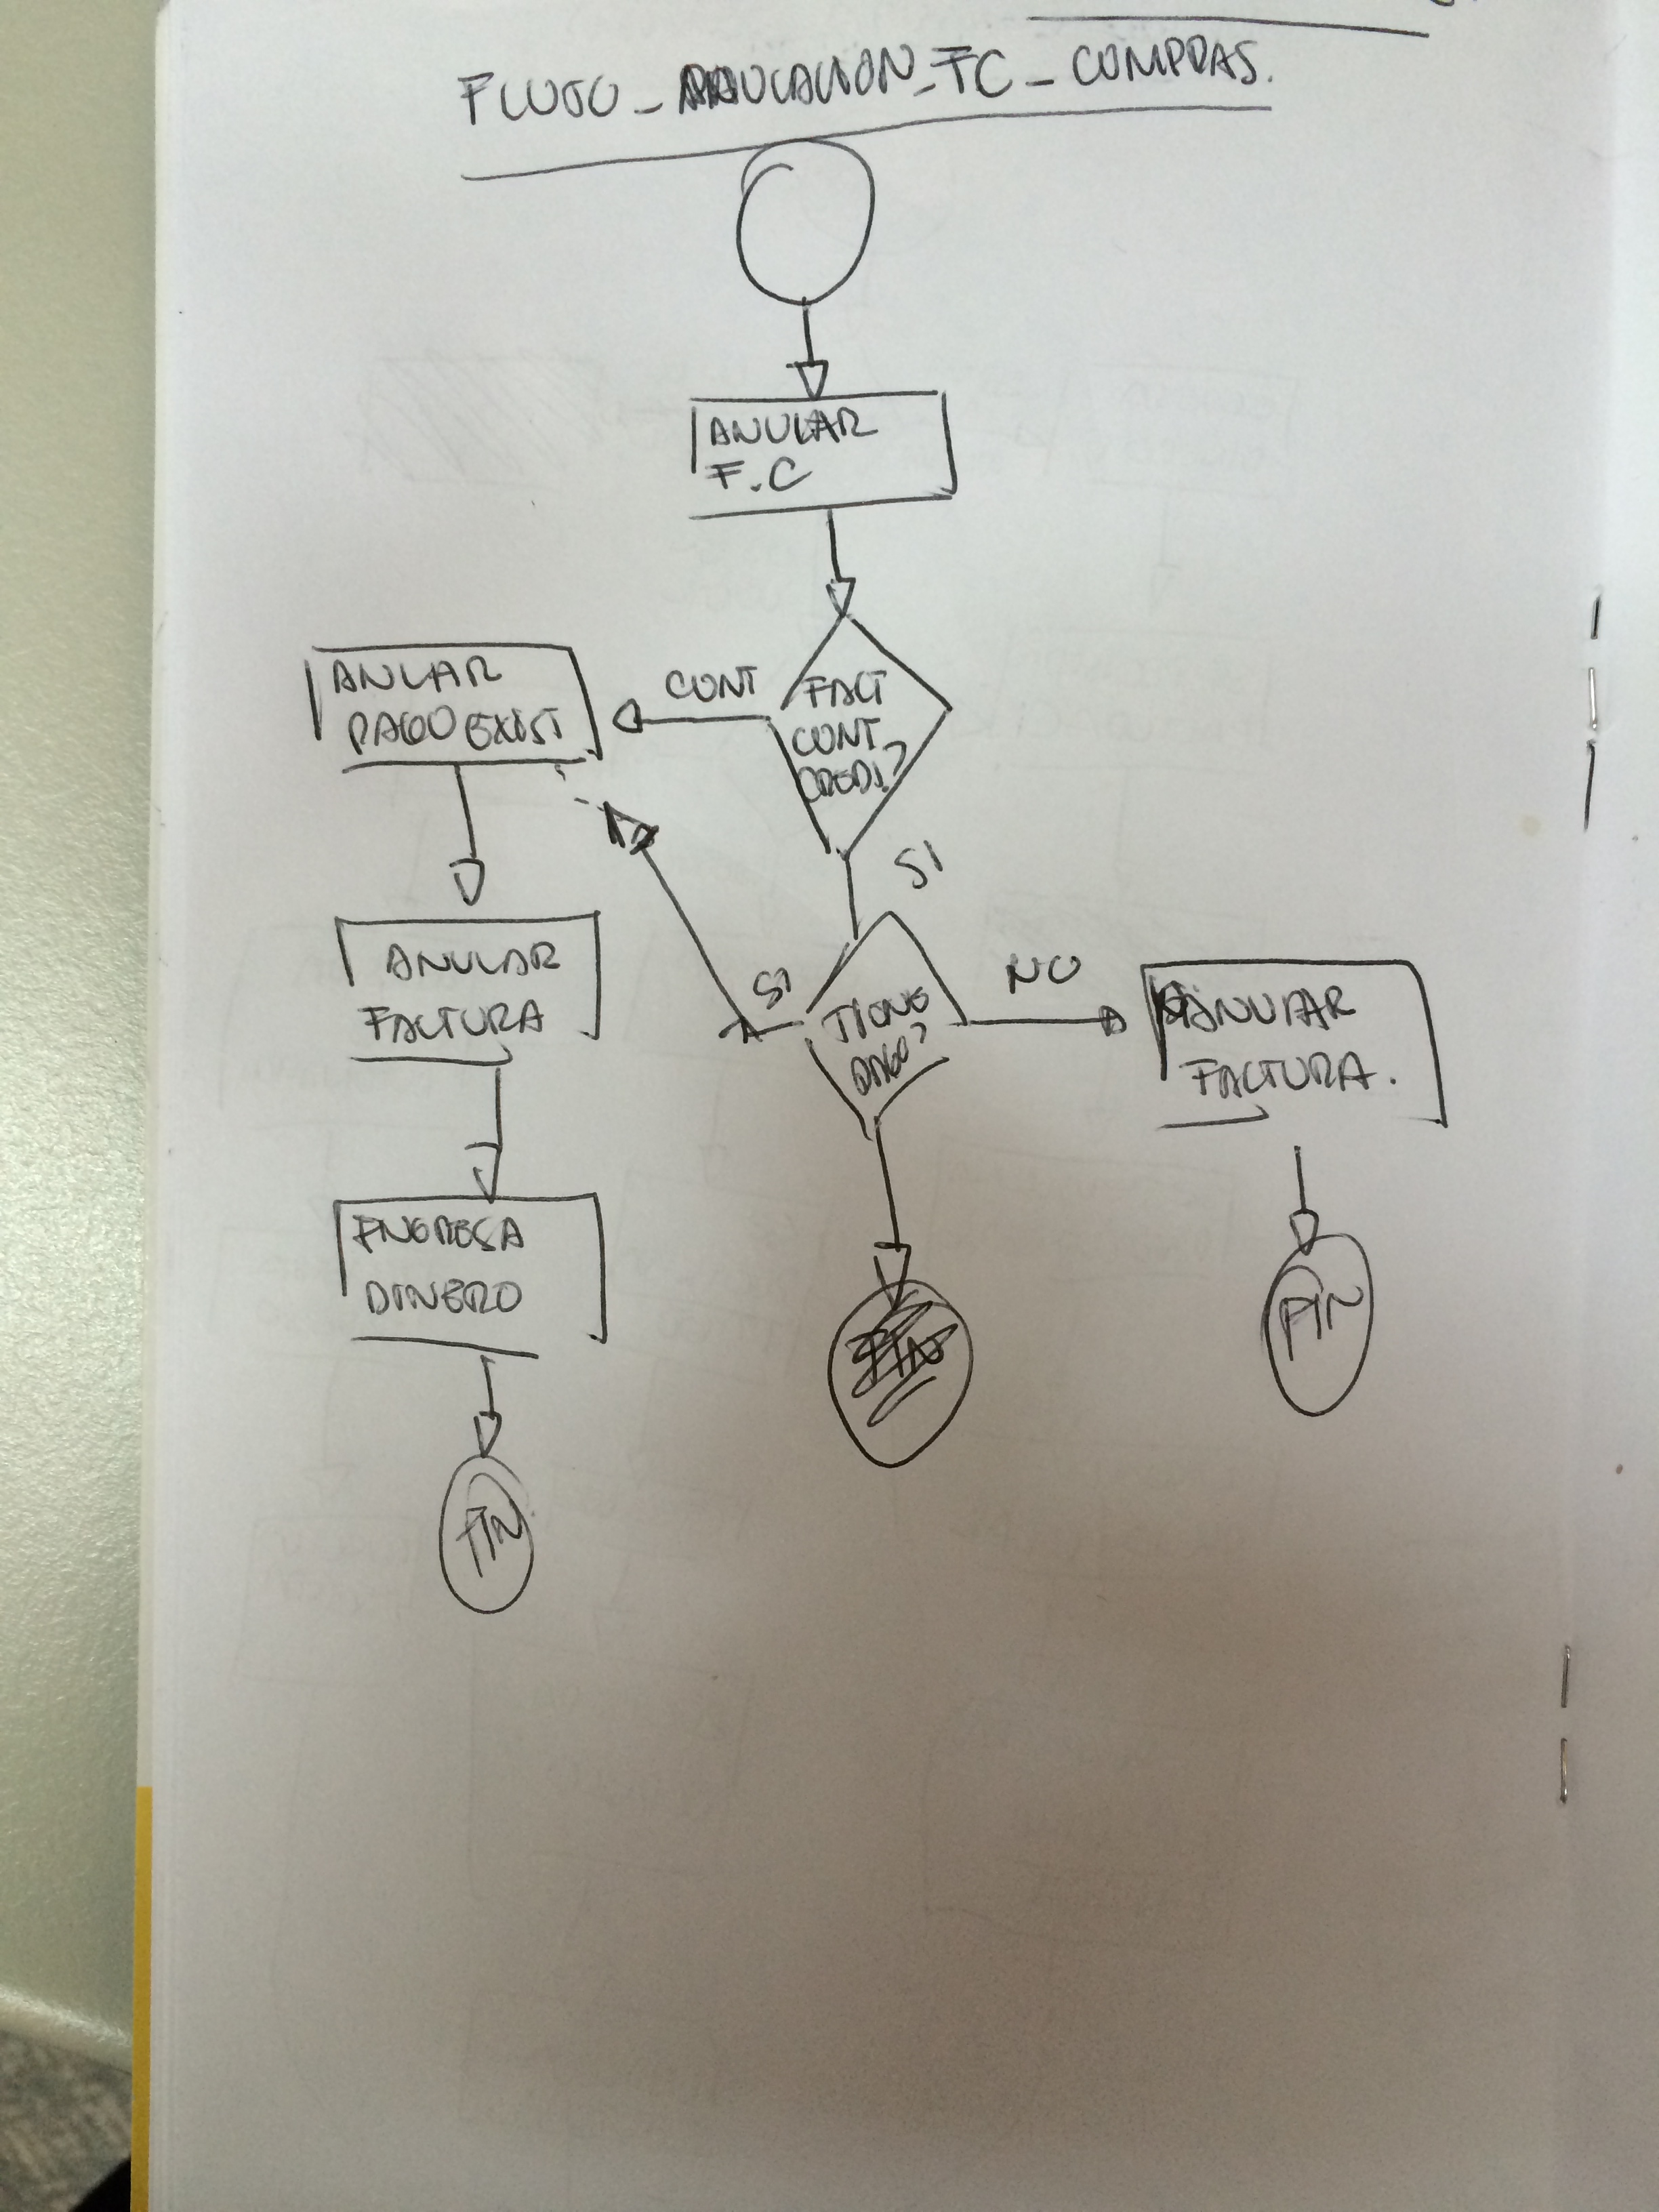 FLUJO_ANULACION_FC_COMPRAS.
ANULAR
F.C
FACT
CONT
CREDI?
CONT
ANULAR
PAGO EXIST
SI
TIENE
PAGO?
SI
NO
ANULAR
FACTURA
ANULAR
FACTURA.
INGRESA
DINERO
FIN
FIN
FIN